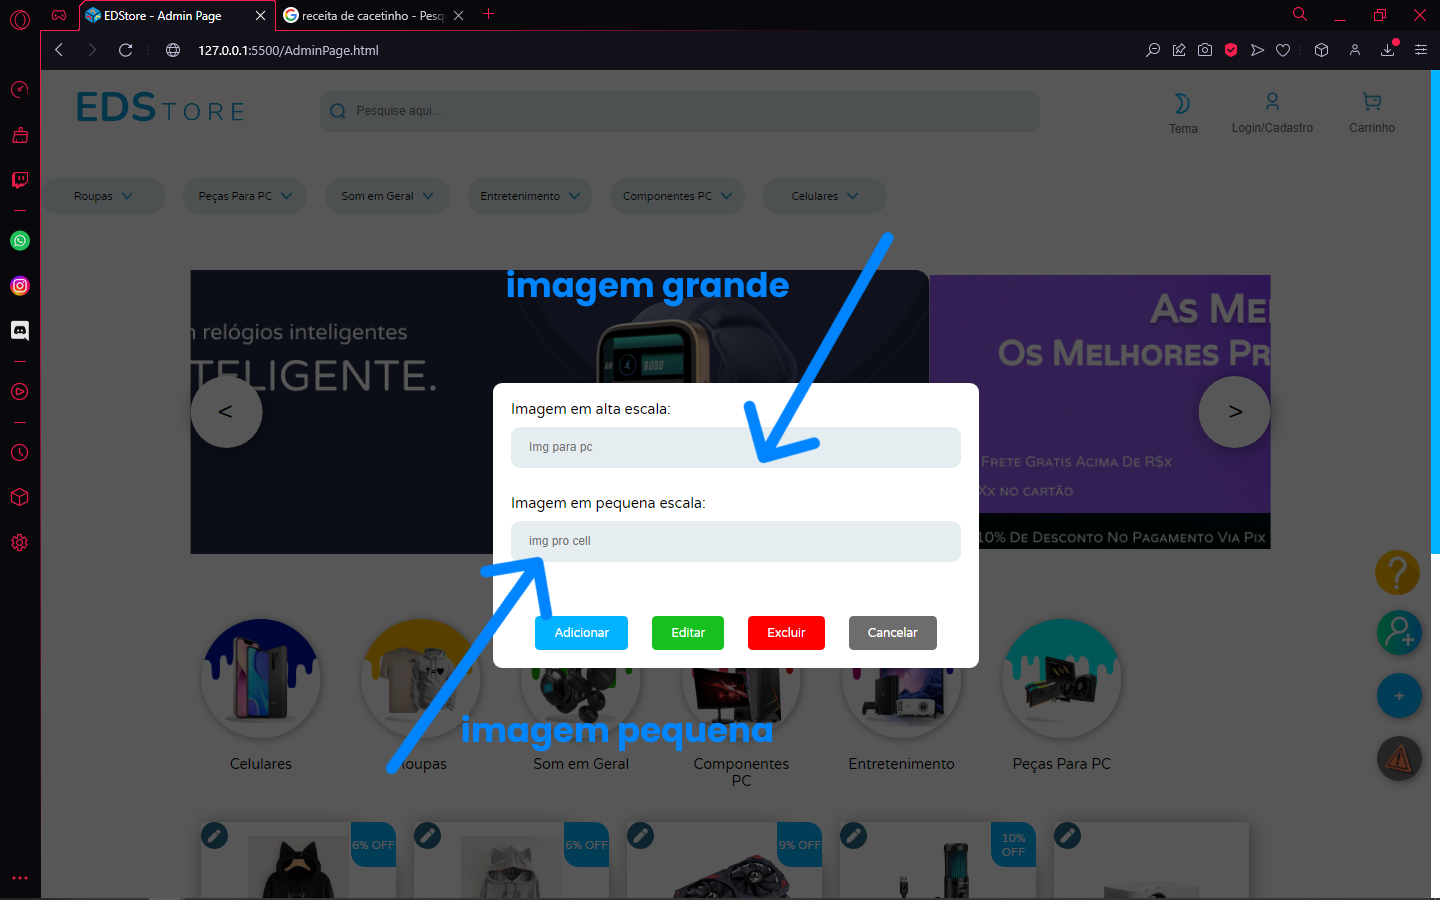 EDStore - Admin Page
receita de cacetinho - Pesq
127.0.0.1:5500/AdminPage.html
EDSTORE
Pesquise aqui...
Tema
Login/Cadastro
Carrinho
Roupas
Peças Para PC
Som em Geral
Entretenimento
Componentes PC
Celulares
imagem grande
m relógios inteligentes
TELIGENTE.
8000
AS MEL
OS MELHORES PR
<
>
FRETE GRATIS ACIMA DE R$X
XX NO CARTÃO
10% DE DESCONTO NO PAGAMENTO VIA PIX
Imagem em alta escala:
Img para pc
Imagem em pequena escala:
img pro cell
Adicionar
Editar
Excluir
Cancelar
imagem pequena
?
+
Celulares
Roupas
Som em Geral
Componentes
PC
Entretenimento
Peças Para PC
6% OFF
6% OFF
9% OFF
10%
OFF